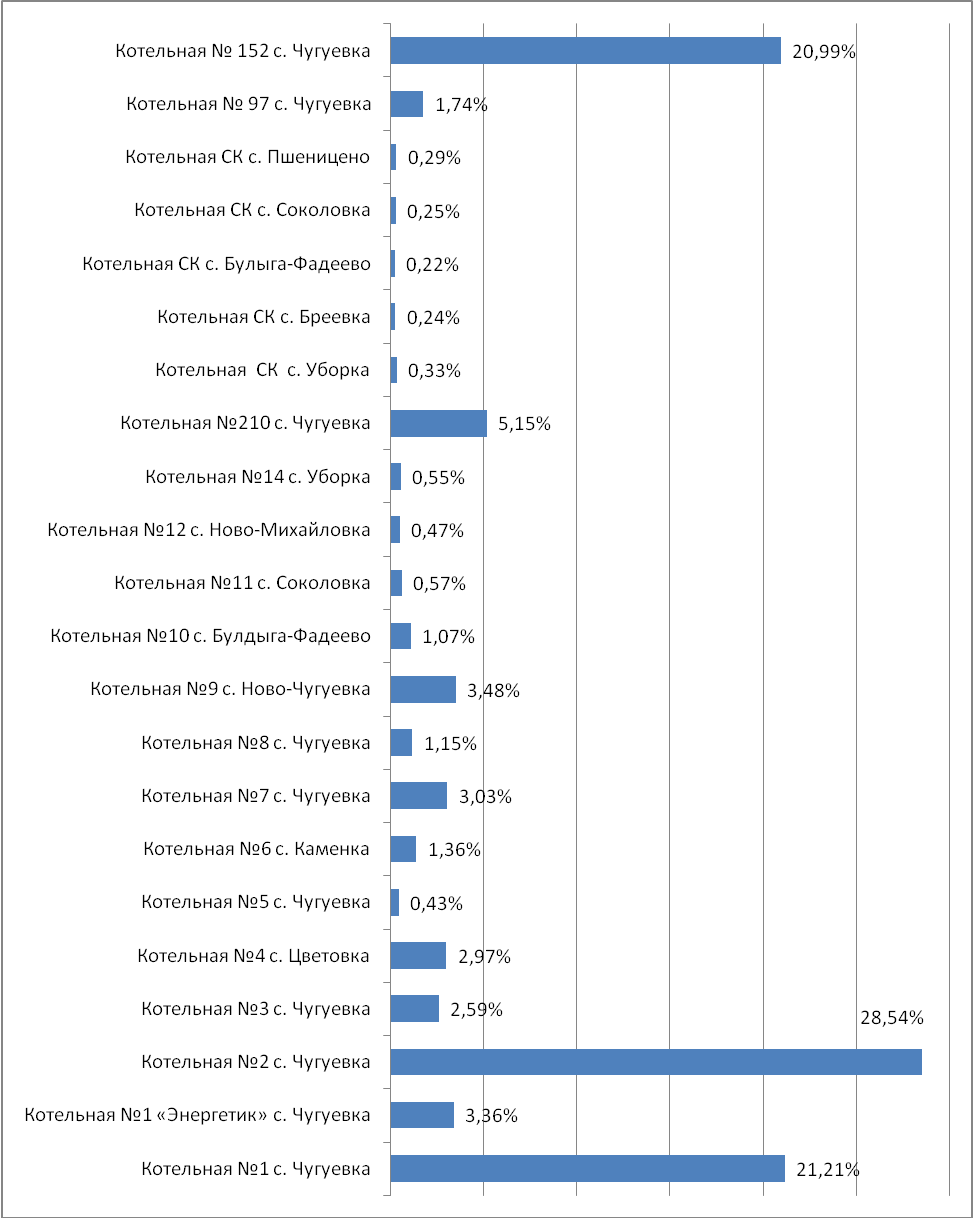 Котельная № 152 с. Чугуевка 20,99%
Котельная № 97 с. Чугуевка 1,74%
Котельная СК с. Пшеницено 0,29%
Котельная СК с. Соколовка 0,25%
Котельная СК с. Булыга-Фадеево 0,22%
Котельная СК с. Бреевка 0,24%
Котельная СК с. Уборка 0,33%
Котельная №210 с. Чугуевка 5,15%
Котельная №14 с. Уборка 0,55%
Котельная №12 с. Ново-Михайловка 0,47%
Котельная №11 с. Соколовка 0,57%
Котельная №10 с. Булдыга-Фадеево 1,07%
Котельная №9 с. Ново-Чугуевка 3,48%
Котельная №8 с. Чугуевка 1,15%
Котельная №7 с. Чугуевка 3,03%
Котельная №6 с. Каменка 1,36%
Котельная №5 с. Чугуевка 0,43%
Котельная №4 с. Цветовка 2,97%
Котельная №3 с. Чугуевка 2,59%
Котельная №2 с. Чугуевка 28,54%
Котельная №1 «Энергетик» с. Чугуевка 3,36%
Котельная №1 с. Чугуевка 21,21%